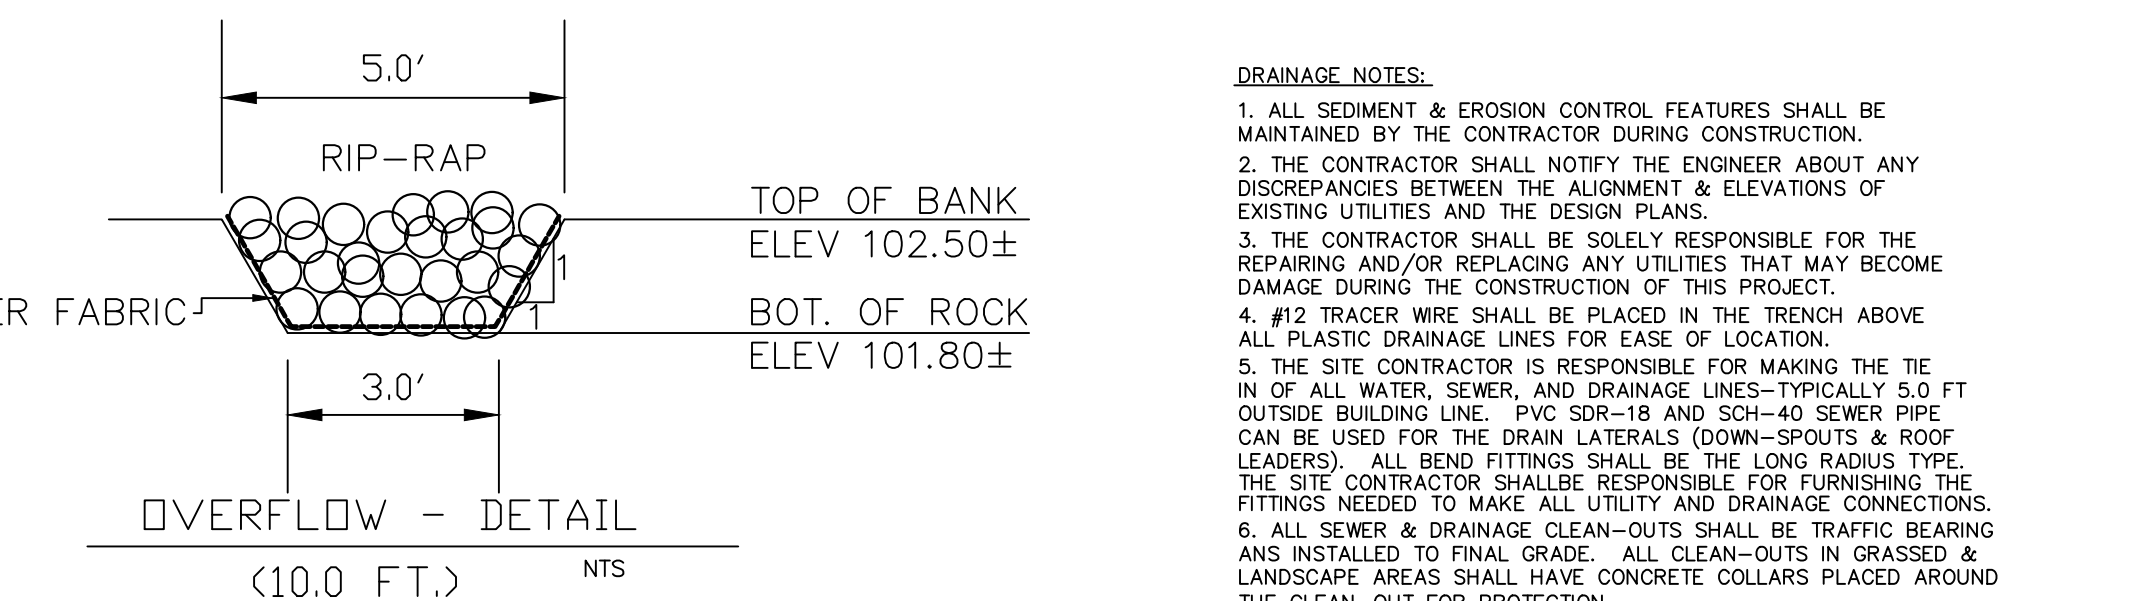 5.0'
RIP-RAP
TOP OF BANK
ELEV 102.50±
1
1
ER FABRIC
BOT. OF ROCK
ELEV 101.80±
3.0'
OVERFLOW - DETAIL
(10.0 FT.)
NTS
DRAINAGE NOTES:
1. ALL SEDIMENT & EROSION CONTROL FEATURES SHALL BE
MAINTAINED BY THE CONTRACTOR DURING CONSTRUCTION.
2. THE CONTRACTOR SHALL NOTIFY THE ENGINEER ABOUT ANY
DISCREPANCIES BETWEEN THE ALIGNMENT & ELEVATIONS OF
EXISTING UTILITIES AND THE DESIGN PLANS.
3. THE CONTRACTOR SHALL BE SOLELY RESPONSIBLE FOR THE
REPAIRING AND/OR REPLACING ANY UTILITIES THAT MAY BECOME
DAMAGE DURING THE CONSTRUCTION OF THIS PROJECT.
4. #12 TRACER WIRE SHALL BE PLACED IN THE TRENCH ABOVE
ALL PLASTIC DRAINAGE LINES FOR EASE OF LOCATION.
5. THE SITE CONTRACTOR IS RESPONSIBLE FOR MAKING THE TIE
IN OF ALL WATER, SEWER, AND DRAINAGE LINES-TYPICALLY 5.0 FT
OUTSIDE BUILDING LINE. PVC SDR-18 AND SCH-40 SEWER PIPE
CAN BE USED FOR THE DRAIN LATERALS (DOWN-SPOUTS & ROOF
LEADERS). ALL BEND FITTINGS SHALL BE THE LONG RADIUS TYPE.
THE SITE CONTRACTOR SHALLBE RESPONSIBLE FOR FURNISHING THE
FITTINGS NEEDED TO MAKE ALL UTILITY AND DRAINAGE CONNECTIONS.
6. ALL SEWER & DRAINAGE CLEAN-OUTS SHALL BE TRAFFIC BEARING
ANS INSTALLED TO FINAL GRADE. ALL CLEAN-OUTS IN GRASSED &
LANDSCAPE AREAS SHALL HAVE CONCRETE COLLARS PLACED AROUND
THE CLEAN-OUT FOR PROTECTION